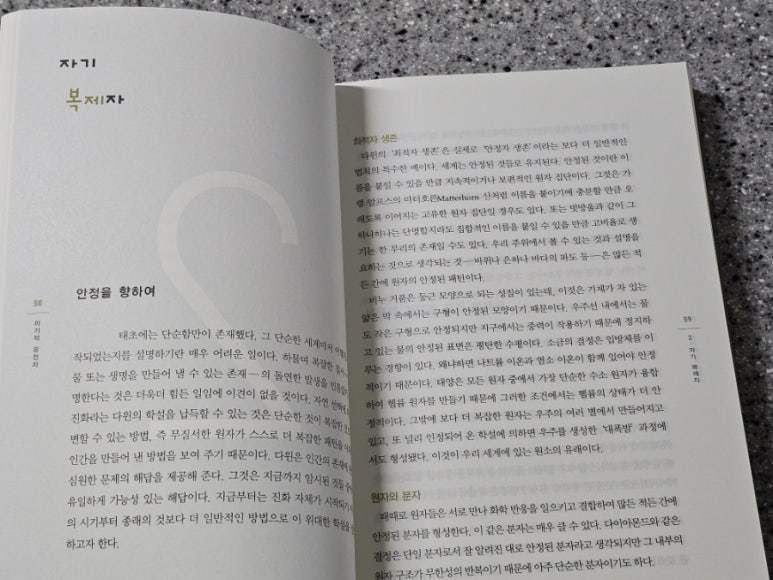 자기
복제자
안정을 향하여
태초에는 단순함만이 존재했다. 그 단순한 세계마저 어떻게
작되었는지를 설명하기란 매우 어려운 일이다. 하물며 복잡한
물 또는 생명을 만들어 낼 수 있는 존재—의 돌연한 발생을
명한다는 것은 더욱더 힘든 일임에 이견이 없을 것이다. 자연
진화라는 다윈의 학설을 납득할 수 있는 것은 단순한 것이 복잡한
변할 수 있는 방법, 즉 무질서한 원자가 스스로 더 복잡한 패턴을
인간을 만들어 낸 방법을 보여 주기 때문이다. 다윈은 인간의 존재에
심원한 문제의 해답을 제공해 준다. 그것은 지금까지 암시된 것들
유일하게 가능성 있는 해답이다. 지금부터는 진화 자체가 시작되기
의 시기부터 종래의 것보다 더 일반적인 방법으로 이 위대한 학설을
하고자 한다.
58
이기적 유전자
최적자 생존
다윈의 '최적자 생존'은 실제로 '안정자 생존'이라는 보다 더 일반적인
법칙의 특수한 예이다. 세계는 안정된 것들로 유지된다. 안정된 것이란 이
름을 붙일 수 있을 만큼 지속적이거나 보편적인 원자 집단이다. 그것은 가
령 알프스의 마터호른Matterhorn 산처럼 이름을 붙이기에 충분할 만큼 오
래도록 이어지는 고유한 원자 집단일 경우도 있다. 또는 빗방울과 같이 그
하나하나는 단명할지라도 집합적인 이름을 붙일 수 있을 만큼 고비율로 생
기는 한 무리의 존재일 수도 있다. 우리 주위에서 볼 수 있는 것과 설명을
요하는 것으로 생각되는 것—바위나 은하나 바다의 파도 등—은 많든 적
든 간에 원자의 안정된 패턴이다.
비누 거품은 둥근 모양으로 되는 성질이 있는데, 이것은 기체가 차 있는
얇은 막 속에서는 구형이 안정된 모양이기 때문이다. 우주선 내에서는 물
도 작은 구형으로 안정되지만 지구에서는 중력이 작용하기 때문에 정지하
고 있는 물의 안정된 표면은 평탄한 수평이다. 소금의 결정은 입방체를 이
루는 경향이 있다. 왜냐하면 나트륨 이온과 염소 이온이 함께 있어야 안정
적이기 때문이다. 태양은 모든 원자 중에서 가장 단순한 수소 원자가 융합
하여 헬륨 원자를 만들기 때문에 그러한 조건에서는 헬륨의 상태가 더 안
정적이다. 그밖에 보다 더 복잡한 원자는 우주의 여러 별에서 만들어지고
있고, 또 널리 인정되어 온 학설에 의하면 우주를 생성한 '대폭발' 과정에
서도 형성됐다. 이것이 우리 세계에 있는 원소의 유래이다.
원자와 분자
때때로 원자들은 서로 만나 화학 반응을 일으키고 결합하여 많든 적든 간에
안정된 분자를 형성한다. 이 같은 분자는 매우 클 수 있다. 다이아몬드와 같은
결정은 단일 분자로서 잘 알려진 대로 안정된 분자라고 생각되지만 그 내부의
원자 구조가 무한성의 반복이기 때문에 아주 단순한 분자이기도 하다.
59
2 · 자기 복제자